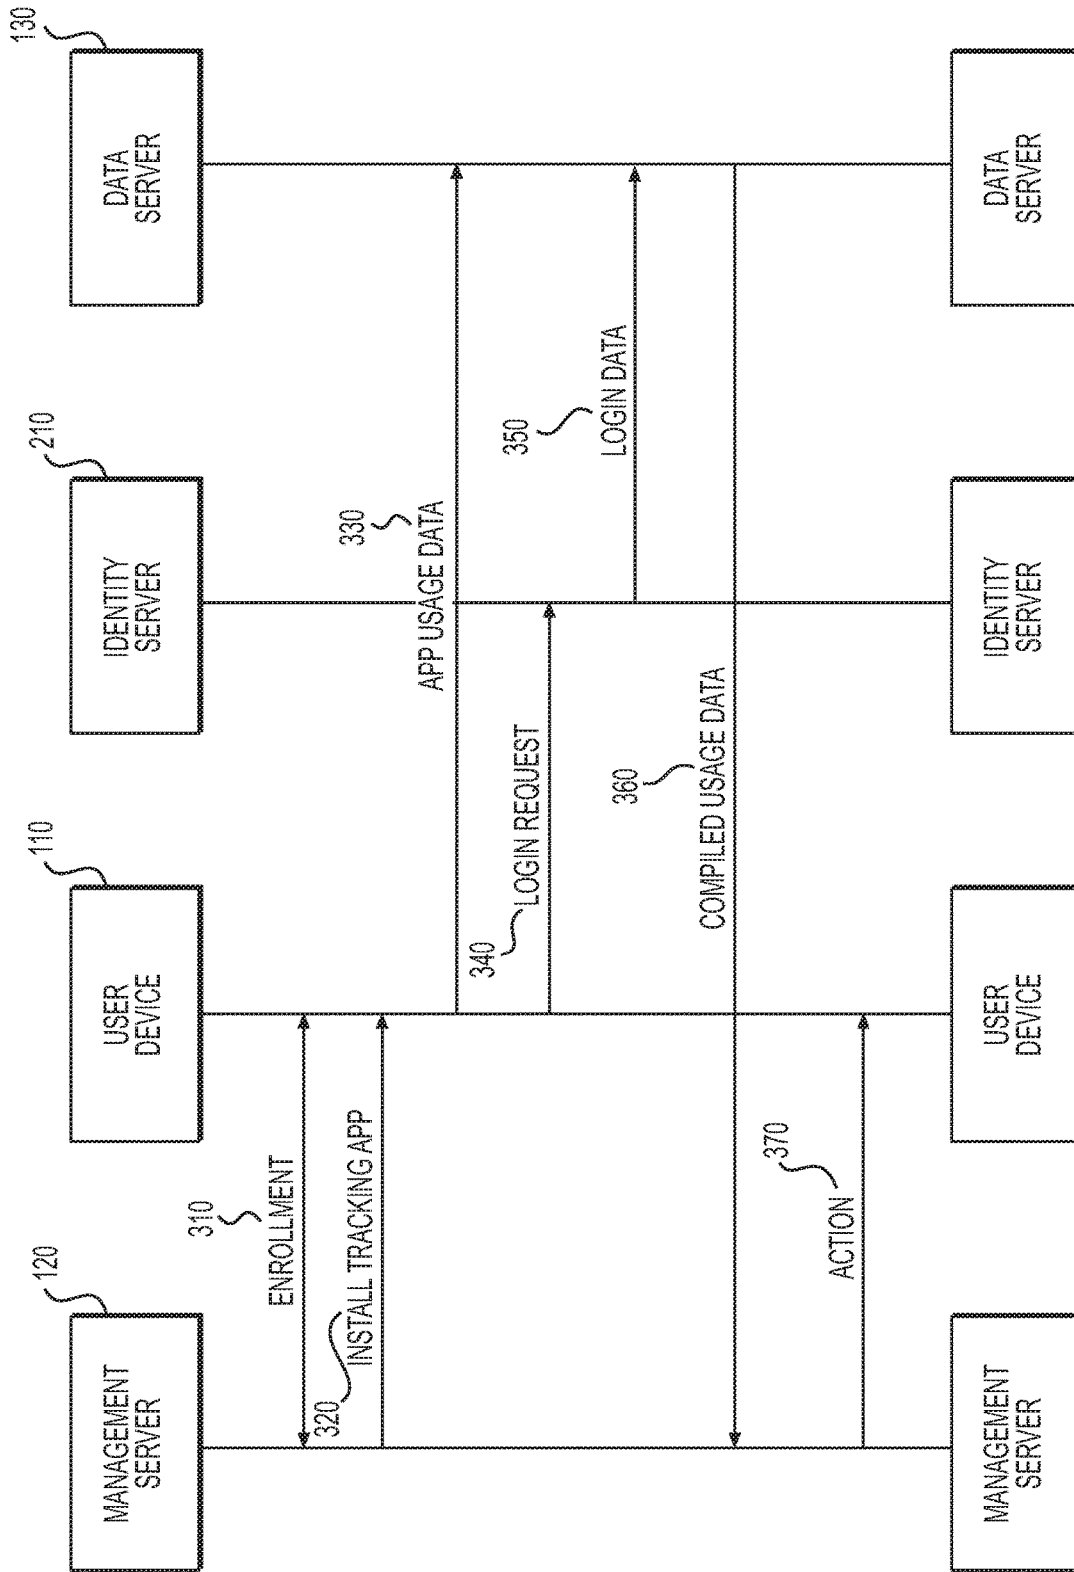 120
110
210
130
MANAGEMENT
SERVER
USER
DEVICE
IDENTITY
SERVER
DATA
SERVER
310
ENROLLMENT
320
INSTALL TRACKING APP
330
APP USAGE DATA
340
LOGIN REQUEST
350
LOGIN DATA
360
COMPILED USAGE DATA
370
ACTION
MANAGEMENT
SERVER
USER
DEVICE
IDENTITY
SERVER
DATA
SERVER